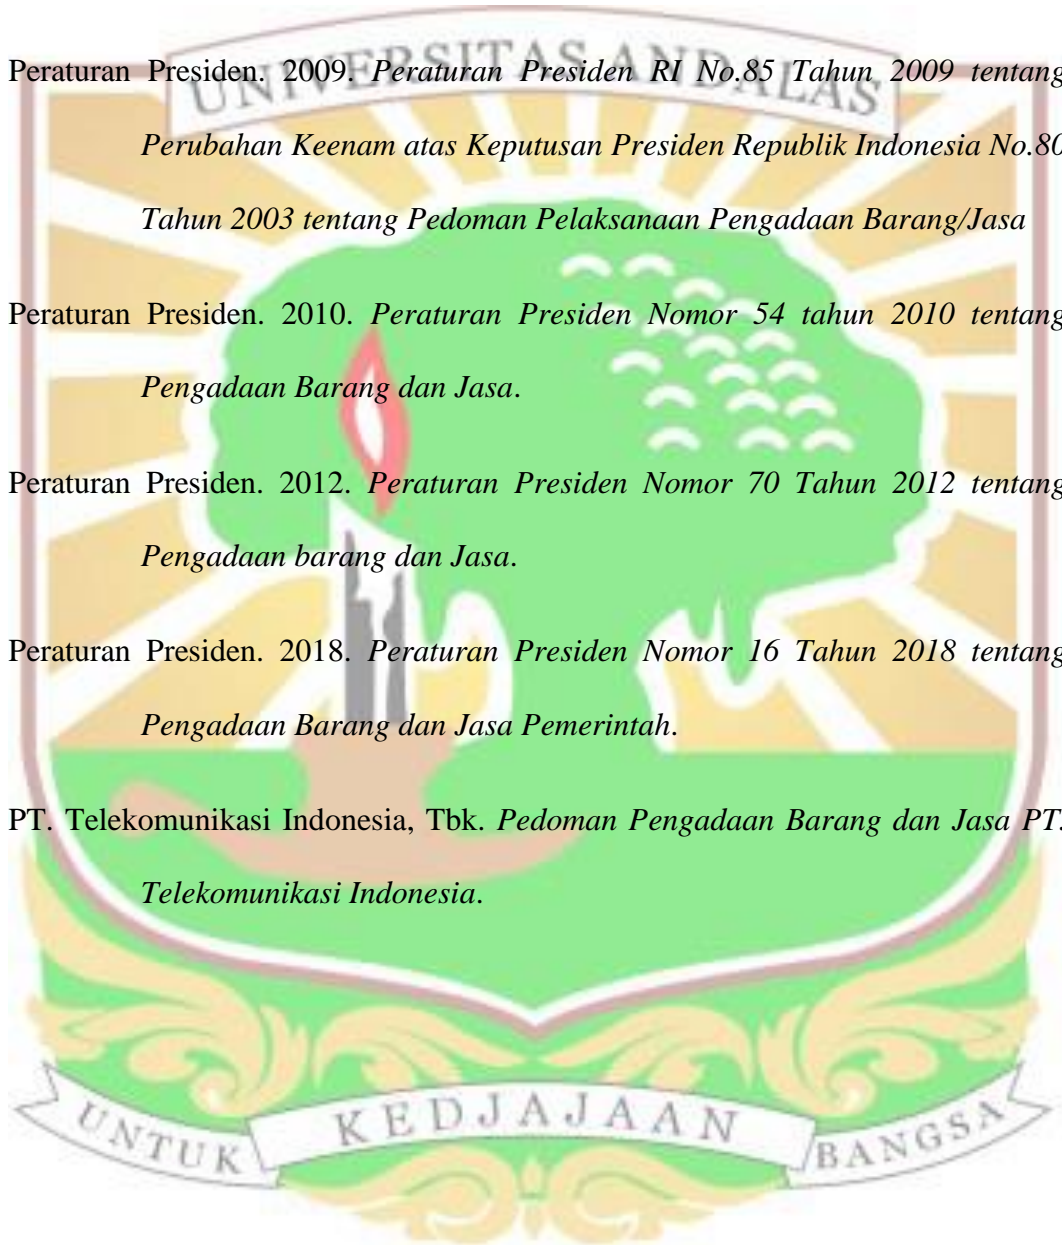 UNIVERSITAS ANDALAS
Peraturan Presiden. 2009. Peraturan Presiden RI No.85 Tahun 2009 tentang
Perubahan Keenam atas Keputusan Presiden Republik Indonesia No.80
Tahun 2003 tentang Pedoman Pelaksanaan Pengadaan Barang/Jasa
Peraturan Presiden. 2010. Peraturan Presiden Nomor 54 tahun 2010 tentang
Pengadaan Barang dan Jasa.
Peraturan Presiden. 2012. Peraturan Presiden Nomor 70 Tahun 2012 tentang
Pengadaan barang dan Jasa.
Peraturan Presiden. 2018. Peraturan Presiden Nomor 16 Tahun 2018 tentang
Pengadaan Barang dan Jasa Pemerintah.
PT. Telekomunikasi Indonesia, Tbk. Pedoman Pengadaan Barang dan Jasa PT.
Telekomunikasi Indonesia.
UNTUK KEDJAJAAN BANGSA